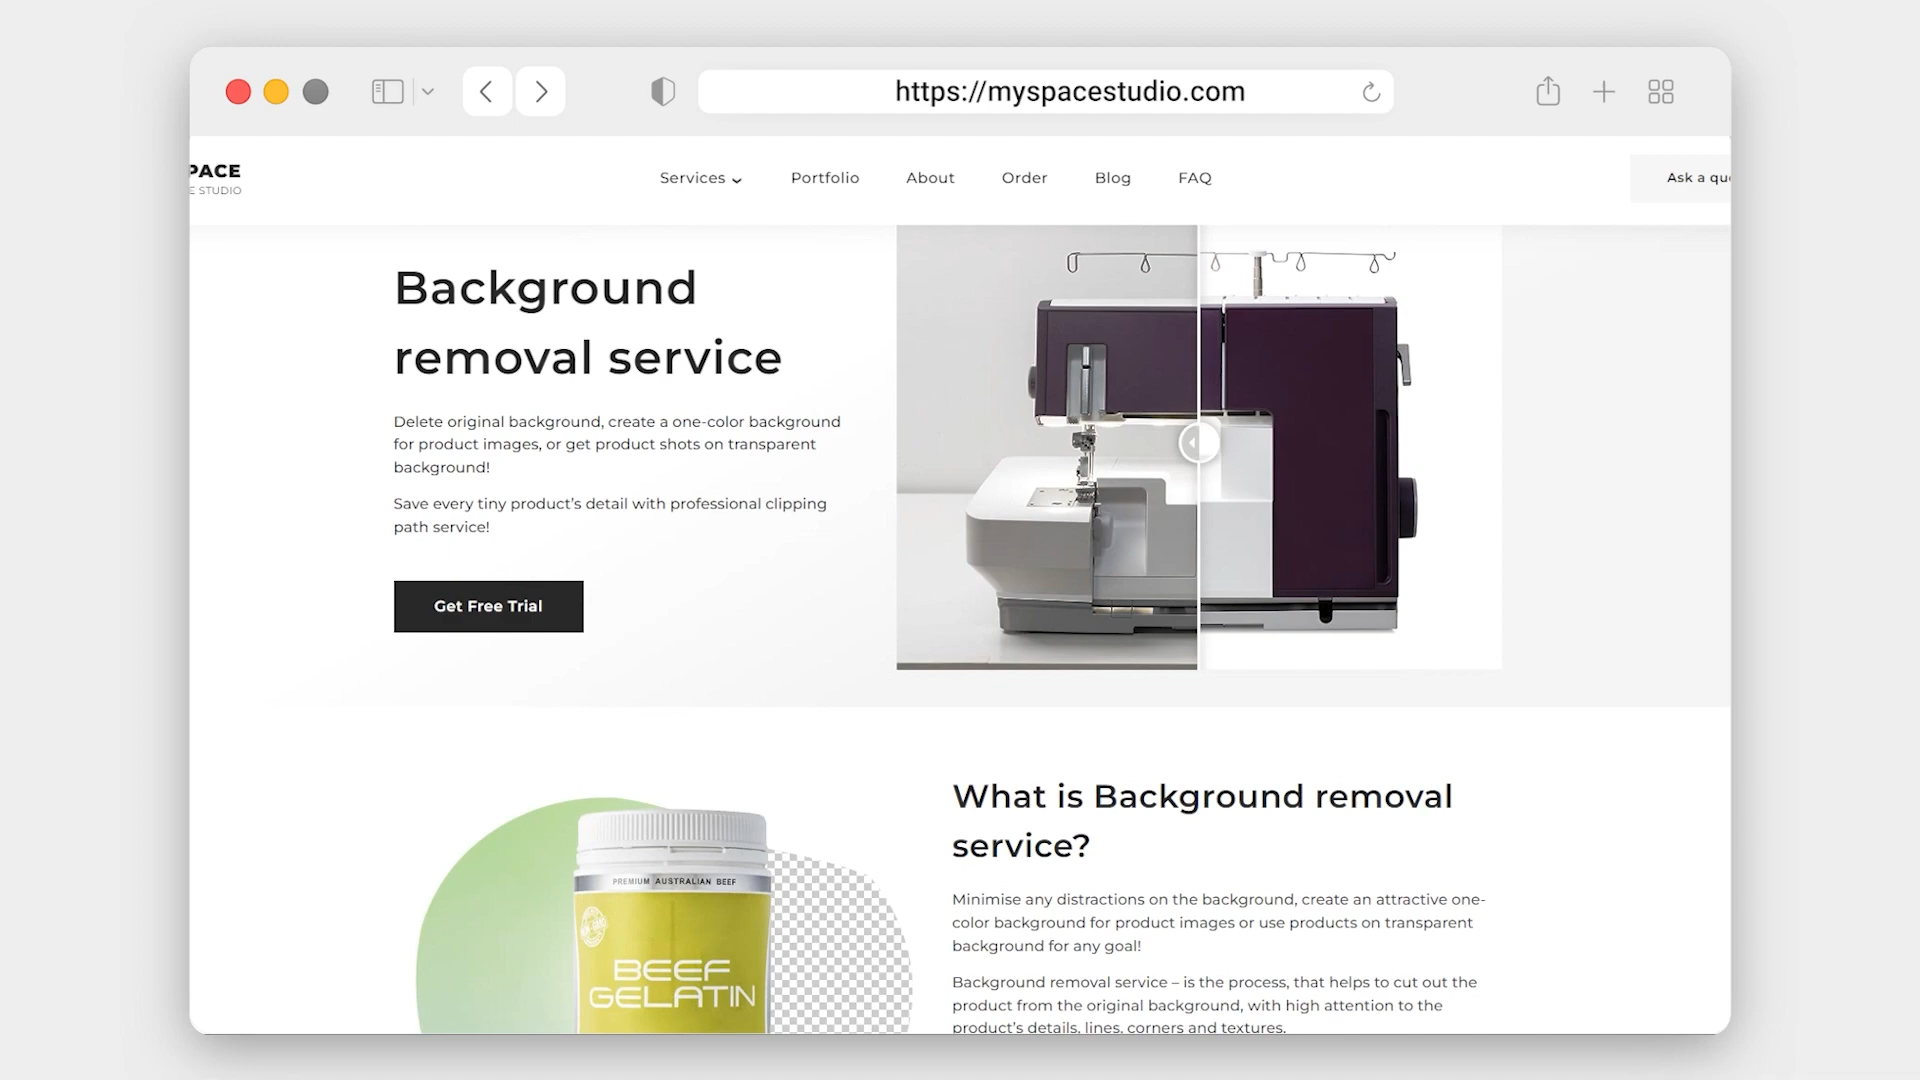 https://myspacestudio.com
PACE
E STUDIO
Services
Portfolio
About
Order
Blog
FAQ
Ask a qu
Background
removal service
Delete original background, create a one-color background
for product images, or get product shots on transparent
background!
Save every tiny product’s detail with professional clipping
path service!
Get Free Trial
PREMIUM AUSTRALIAN BEEF
BEEF
GELATIN
What is Background removal
service?
Minimise any distractions on the background, create an attractive one-
color background for product images or use products on transparent
background for any goal!
Background removal service – is the process, that helps to cut out the
product from the original background, with high attention to the
product’s details, lines, corners and textures.